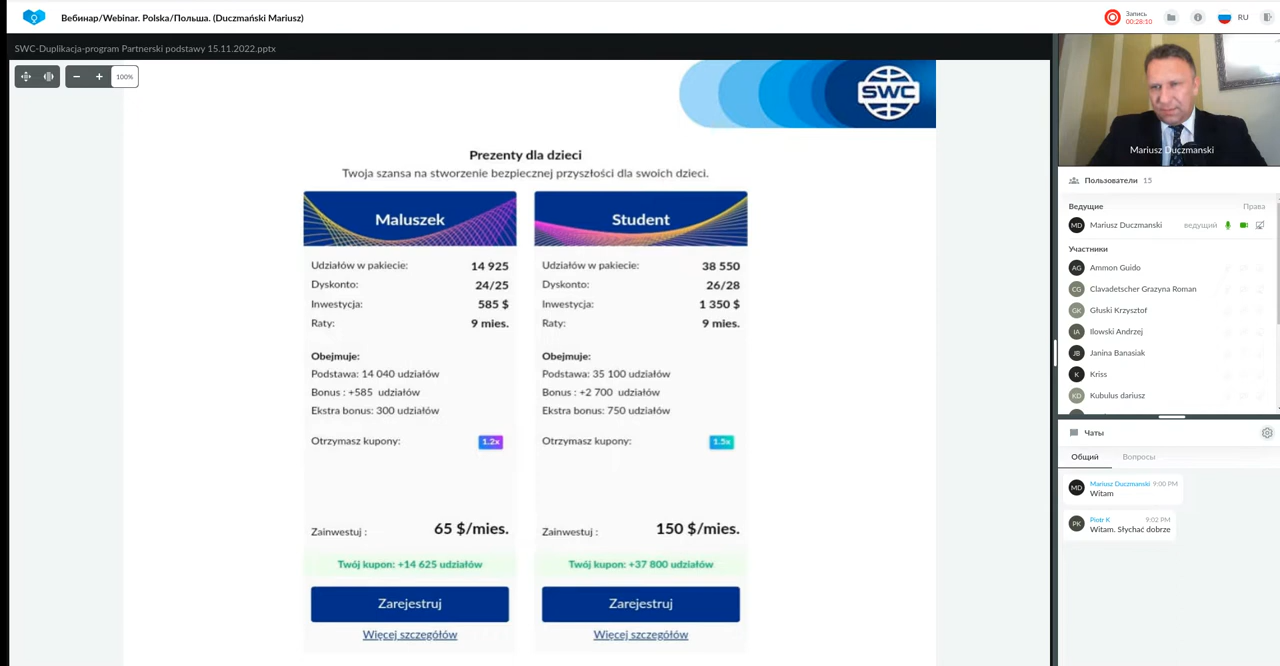 Вебинар/Webinar. Polska/Польша. (Duczmański Mariusz)
Запись
00:28:10
RU
SWC-Duplikacja-program Partnerski podstawy 15.11.2022.pptx
100%
SWC
Prezenty dla dzieci
Twoja szansa na stworzenie bezpiecznej przyszłości dla swoich dzieci.
Maluszek
Udziałów w pakiecie: 14 925
Dyskonto: 24/25
Inwestycja: 585 $
Raty: 9 mies.
Obejmuje:
Podstawa: 14 040 udziałów
Bonus : +585 udziałów
Ekstra bonus: 300 udziałów
Otrzymasz kupony: 1.2x
Zainwestuj : 65 $/mies.
Twój kupon: +14 625 udziałów
Zarejestruj
Więcej szczegółów
Student
Udziałów w pakiecie: 38 550
Dyskonto: 26/28
Inwestycja: 1 350 $
Raty: 9 mies.
Obejmuje:
Podstawa: 35 100 udziałów
Bonus : +2 700 udziałów
Ekstra bonus: 750 udziałów
Otrzymasz kupony: 1.5x
Zainwestuj : 150 $/mies.
Twój kupon: +37 800 udziałów
Zarejestruj
Więcej szczegółów
Mariusz Duczmanski
Пользователи 15
Ведущие Права
MD Mariusz Duczmanski ведущий
Участники
AG Ammon Guido
CG Clavadetscher Grazyna Roman
GK Głuski Krzysztof
IA Ilowski Andrzej
JB Janina Banasiak
K Kriss
KD Kubulus dariusz
Чаты
Общий Вопросы
MD Mariusz Duczmanski 9:00 PM
Witam
PK Piotr K 9:02 PM
Witam. Słychać dobrze